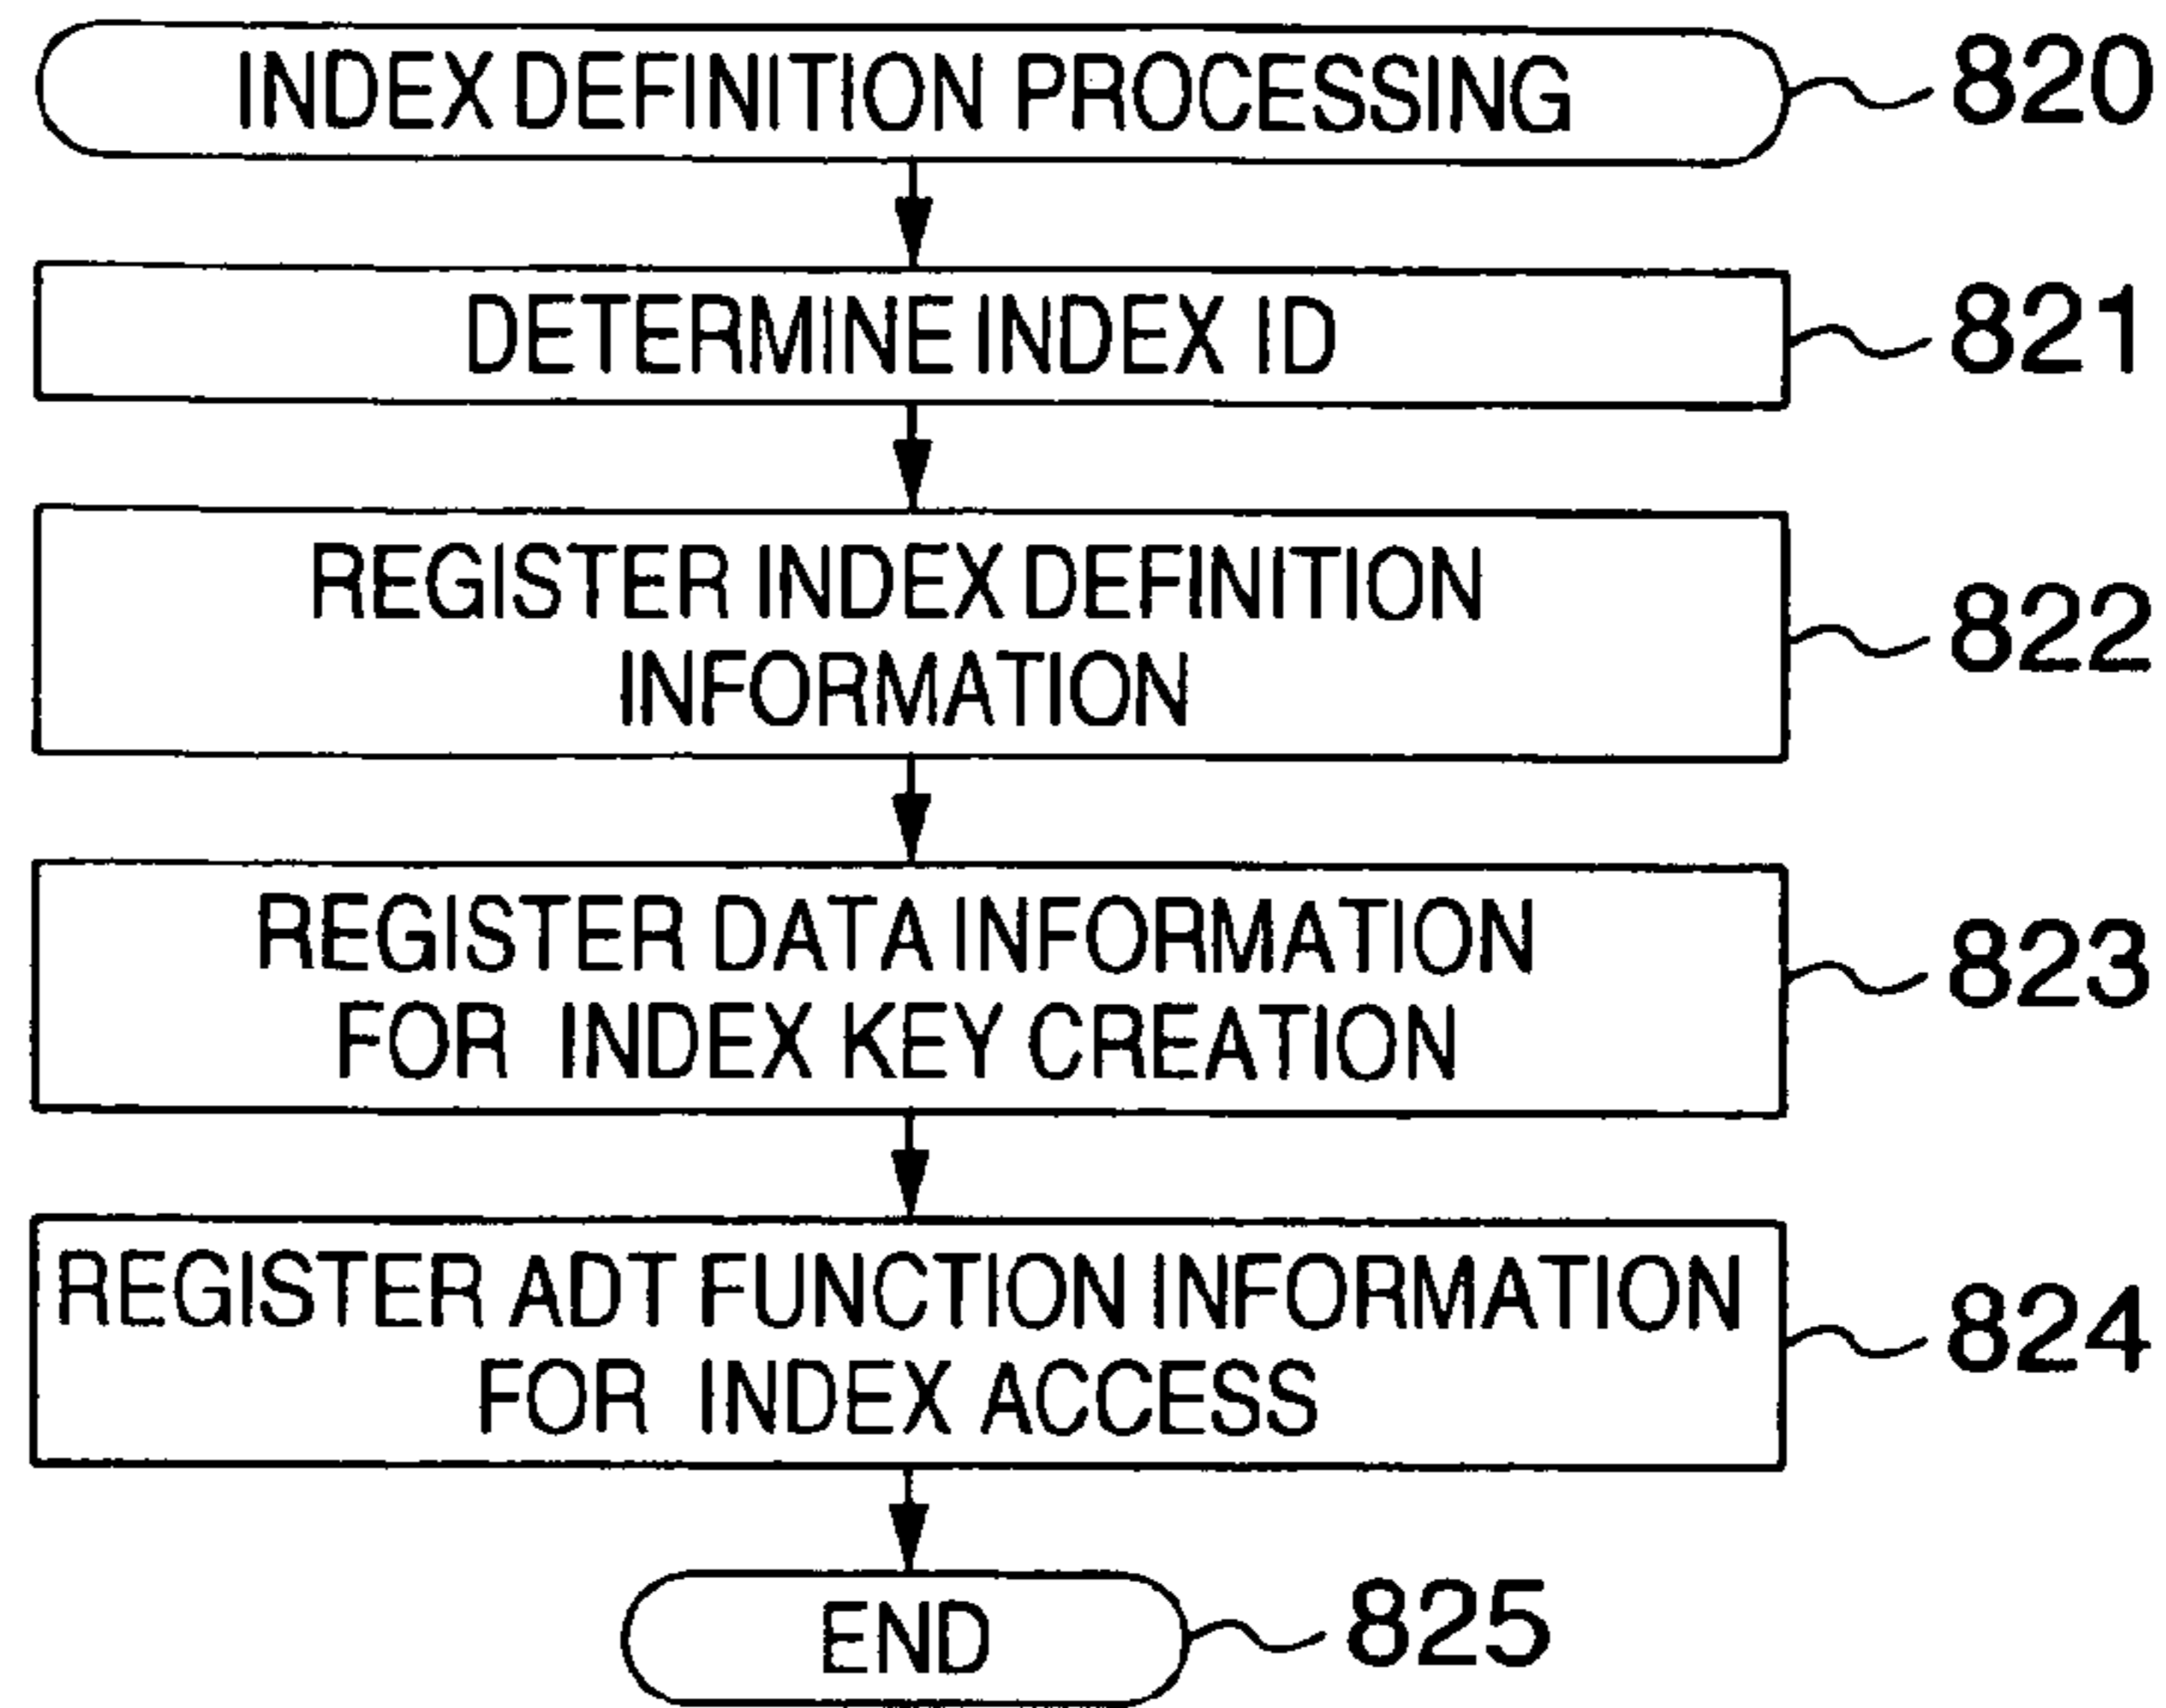 INDEX DEFINITION PROCESSING 820
DETERMINE INDEX ID 821
REGISTER INDEX DEFINITION
INFORMATION
822
REGISTER DATA INFORMATION
FOR INDEX KEY CREATION
823
REGISTER ADT FUNCTION INFORMATION
FOR INDEX ACCESS
824
END 825